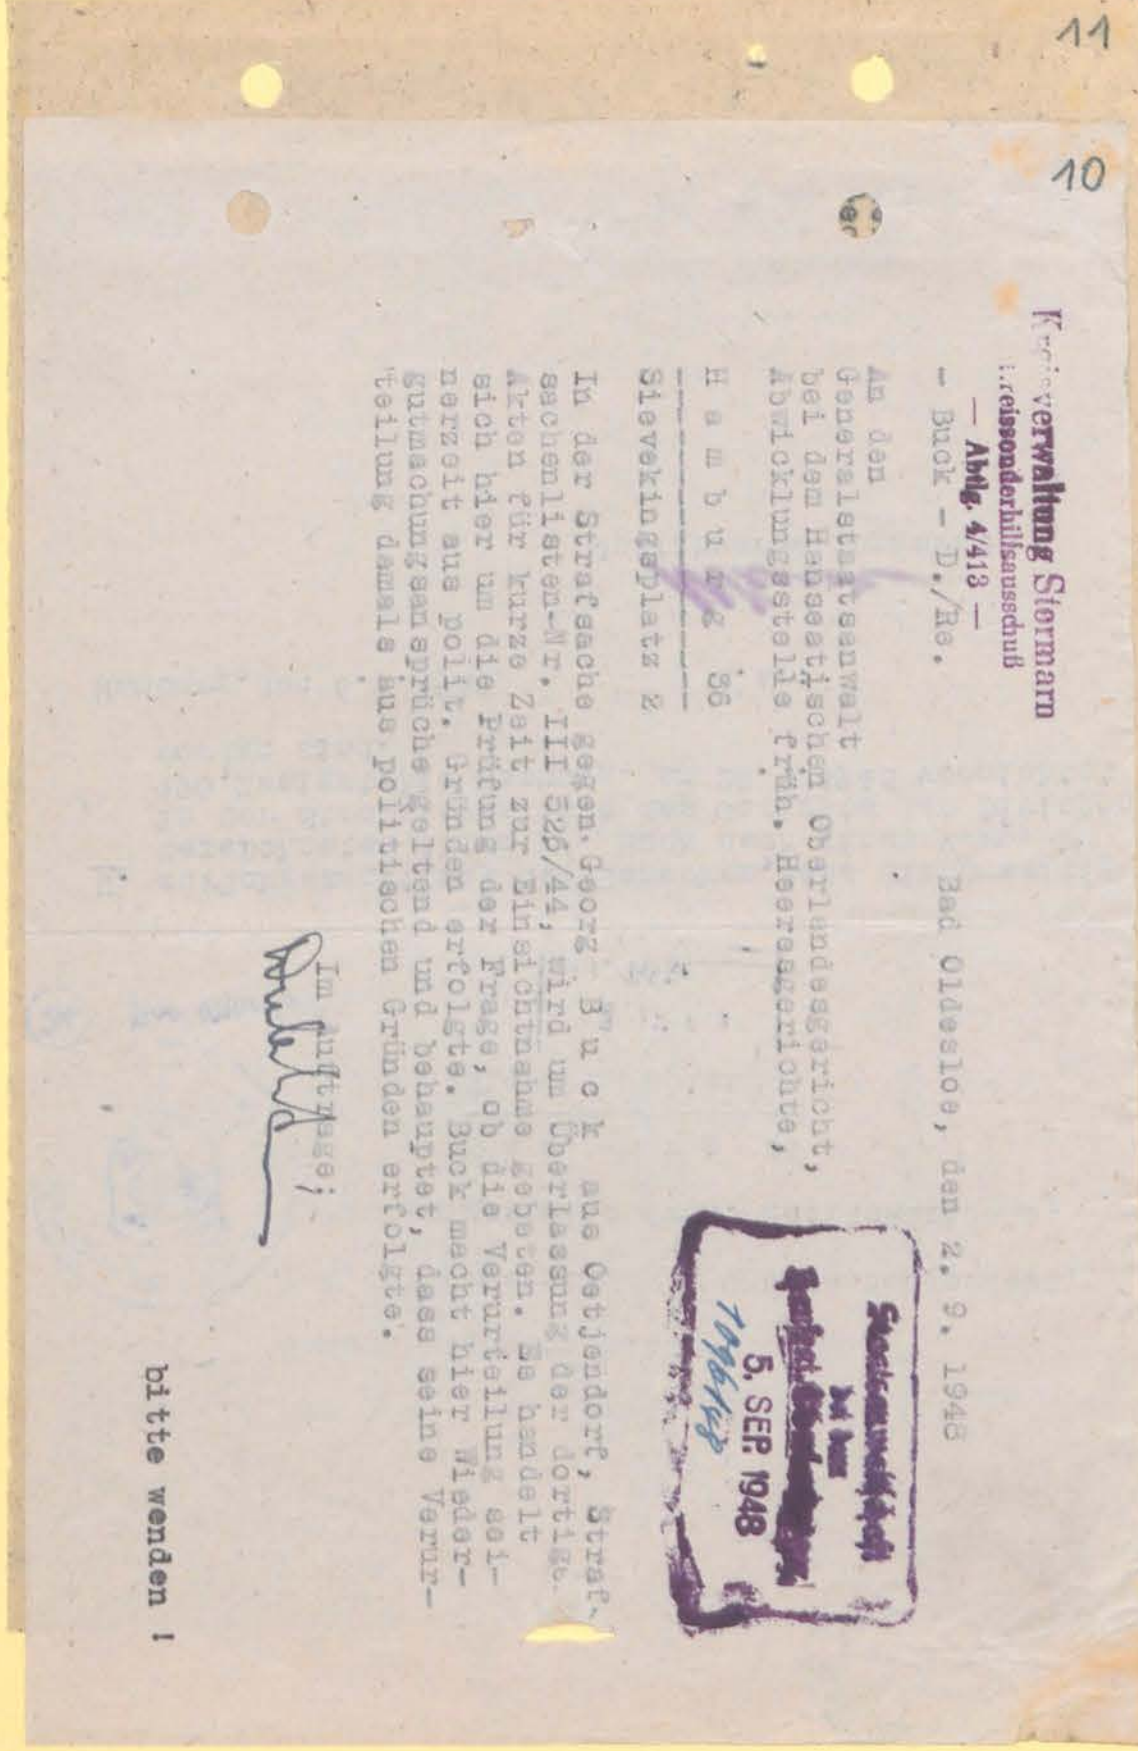 11
10
Kreisverwaltung Stormarn
Kreissonderhilfsausschuß
— Abtlg. 4/413 —
- Buck - D./Re.
Bad Oldesloe, den 2. 9. 1948
An den
Generalstaatsanwalt
bei dem Hanseatischen Oberlandesgericht,
Abwicklungsstelle früh. Heeresgerichte,
H a m b u r g 36
Sievekingsplatz 2
Staatsanwaltschaft
bei dem
5. SEP. 1948
In der Strafsache gegen Georg B u c k aus Oetjendorf, Straf-
sachenlisten-Nr. III 526/44, wird um Überlassung der dortige
Akten für kurze Zeit zur Einsichtnahme gebeten. Es handelt
sich hier um die Prüfung der Frage, ob die Verurteilung sei-
nerzeit aus polit. Gründen erfolgte. Buck macht hier Wieder-
gutmachungsansprüche geltend und behauptet, dass seine Verur-
teilung damals aus politischen Gründen erfolgte.
Im Auftrage;
bitte wenden !